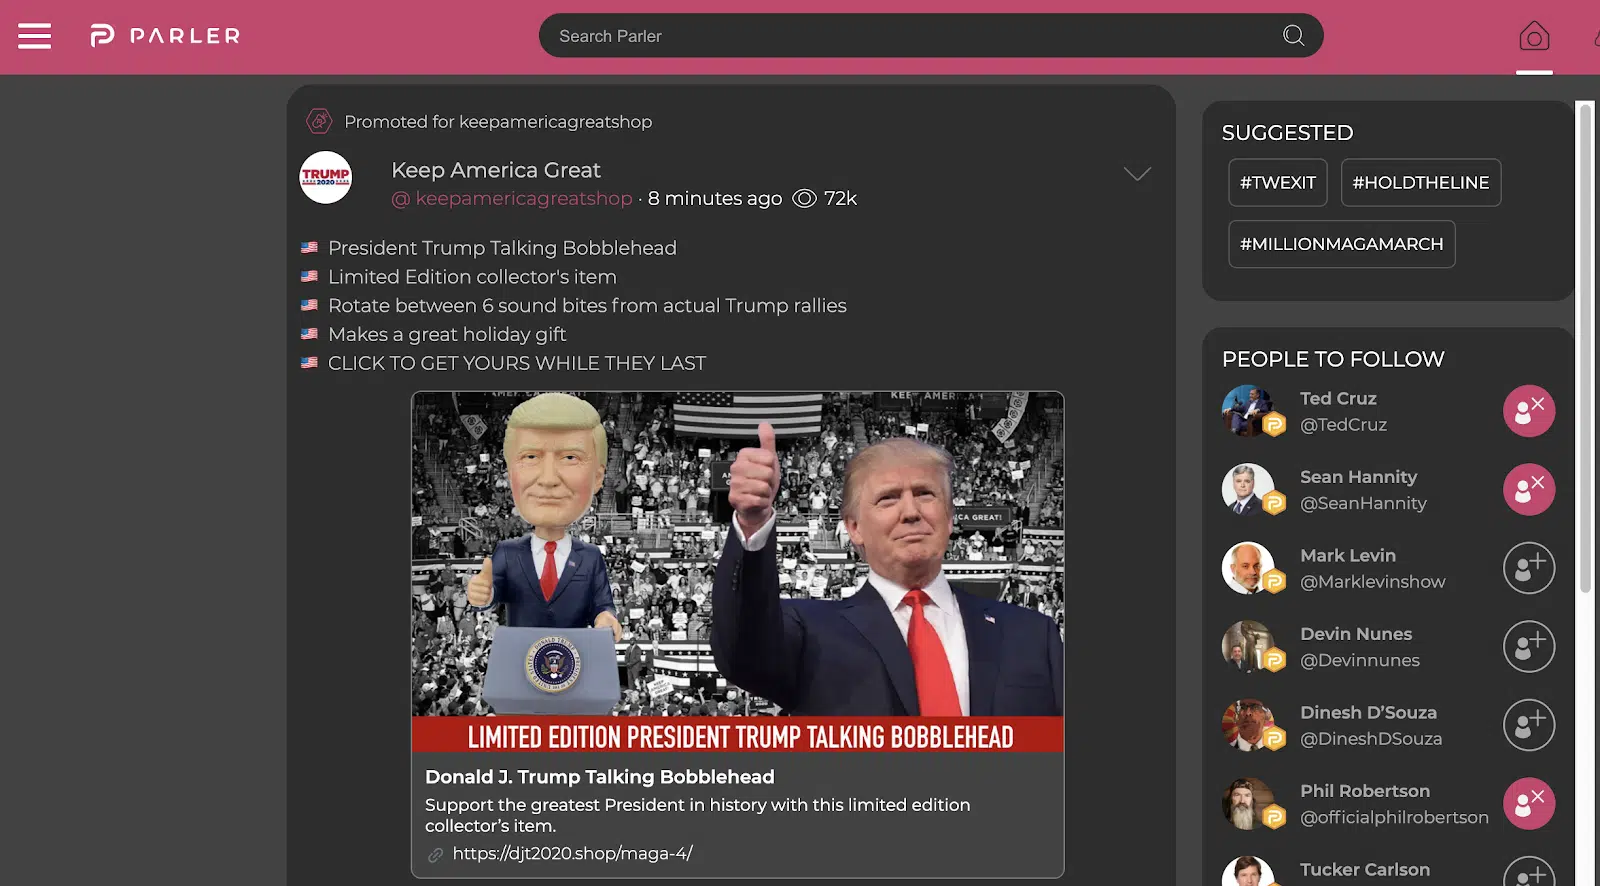 PARLER
Search Parler
Promoted for keepamericagreatshop
TRUMP
2020
Keep America Great
@ keepamericagreatshop · 8 minutes ago 72k
🇺🇸 President Trump Talking Bobblehead
🇺🇸 Limited Edition collector's item
🇺🇸 Rotate between 6 sound bites from actual Trump rallies
🇺🇸 Makes a great holiday gift
🇺🇸 CLICK TO GET YOURS WHILE THEY LAST
LIMITED EDITION PRESIDENT TRUMP TALKING BOBBLEHEAD
Donald J. Trump Talking Bobblehead
Support the greatest President in history with this limited edition
collector’s item.
https://djt2020.shop/maga-4/
SUGGESTED
#TWEXIT
#HOLDTHELINE
#MILLIONMAGAMARCH
PEOPLE TO FOLLOW
Ted Cruz
@TedCruz
Sean Hannity
@SeanHannity
Mark Levin
@Marklevinshow
Devin Nunes
@Devinnunes
Dinesh D’Souza
@DineshDSouza
Phil Robertson
@officialphilrobertson
Tucker Carlson